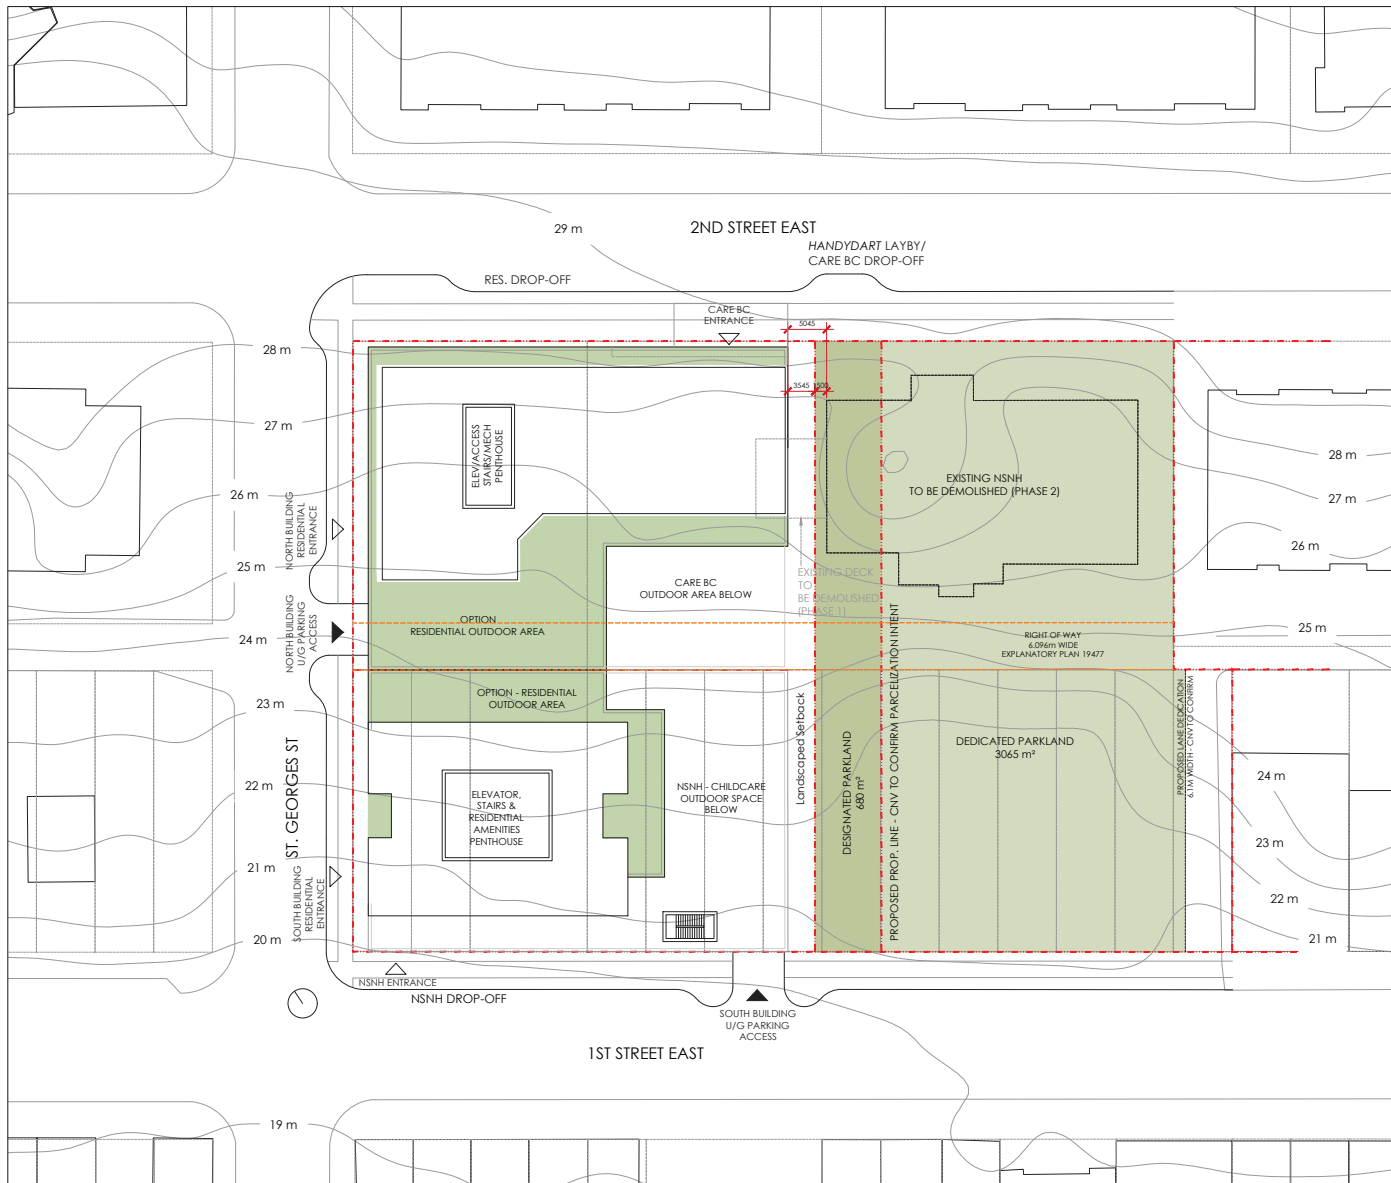 2ND STREET EAST
29 m
HANDYDART LAYBY/
CARE BC DROP-OFF
RES. DROP-OFF
CARE BC
ENTRANCE
5045
28 m
3545
500
27 m
ELEV/ACCESS
STAIRS/MECH
PENTHOUSE
28 m
EXISTING NSNH
TO BE DEMOLISHED (PHASE 2)
26 m
27 m
NORTH BUILDING
RESIDENTIAL
ENTRANCE
26 m
25 m
EXISTING DECK
TO
BE DEMOLISHED
(PHASE 1)
CARE BC
OUTDOOR AREA BELOW
NORTH BUILDING
U/G PARKING
ACCESS
OPTION
RESIDENTIAL OUTDOOR AREA
24 m
25 m
RIGHT OF WAY
6.096m WIDE
EXPLANATORY PLAN 19477
OPTION - RESIDENTIAL
OUTDOOR AREA
23 m
Landscaped Setback
DESIGNATED PARKLAND
680 m²
PROPOSED PROP. LINE - CNV TO CONFIRM PARCELIZATION INTENT
DEDICATED PARKLAND
3065 m²
PROPOSED LANE DEDICATION
6.1M WIDTH - CNV TO CONFIRM
ST. GEORGES ST
22 m
24 m
NSNH - CHILDCARE
OUTDOOR SPACE
BELOW
ELEVATOR,
STAIRS &
RESIDENTIAL
AMENITIES
PENTHOUSE
23 m
21 m
22 m
SOUTH BUILDING
RESIDENTIAL
ENTRANCE
20 m
21 m
NSNH ENTRANCE
NSNH DROP-OFF
SOUTH BUILDING
U/G PARKING
ACCESS
1ST STREET EAST
19 m